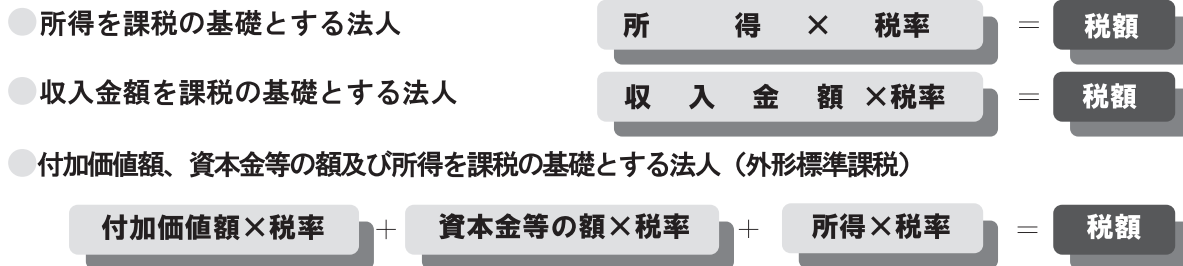 ●所得を課税の基礎とする法人 所得×税率 = 税額
●収入金額を課税の基礎とする法人 収入金額×税率 = 税額
●付加価値額、資本金等の額及び所得を課税の基礎とする法人(外形標準課税)
付加価値額×税率 + 資本金等の額×税率 + 所得×税率 = 税額